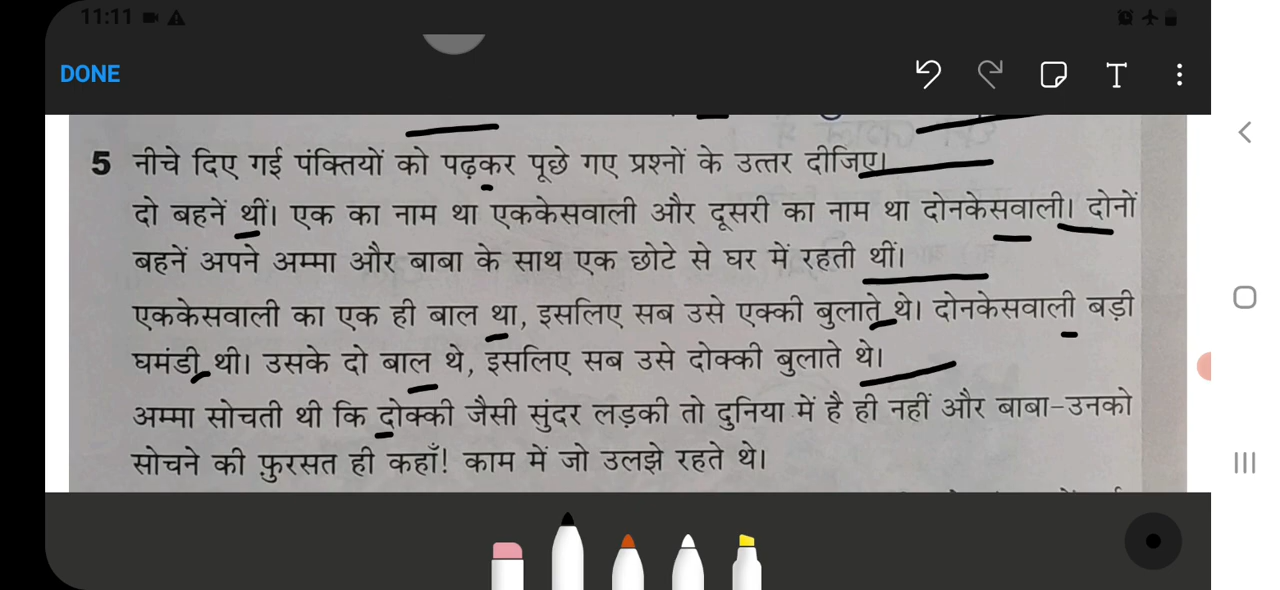 11:11
DONE
T
5 नीचे दिए गई पंक्तियों को पढ़कर पूछे गए प्रश्नों के उत्तर दीजिए।
दो बहनें थीं। एक का नाम था एककेसवाली और दूसरी का नाम था दोनकेसवाली। दोनों
बहनें अपने अम्मा और बाबा के साथ एक छोटे से घर में रहती थीं।
एककेसवाली का एक ही बाल था, इसलिए सब उसे एक्की बुलाते थे। दोनकेसवाली बड़ी
घमंडी थी। उसके दो बाल थे, इसलिए सब उसे दोक्की बुलाते थे।
अम्मा सोचती थी कि दोक्की जैसी सुंदर लड़की तो दुनिया में है ही नहीं और बाबा-उनको
सोचने की फ़ुरसत ही कहाँ! काम में जो उलझे रहते थे।